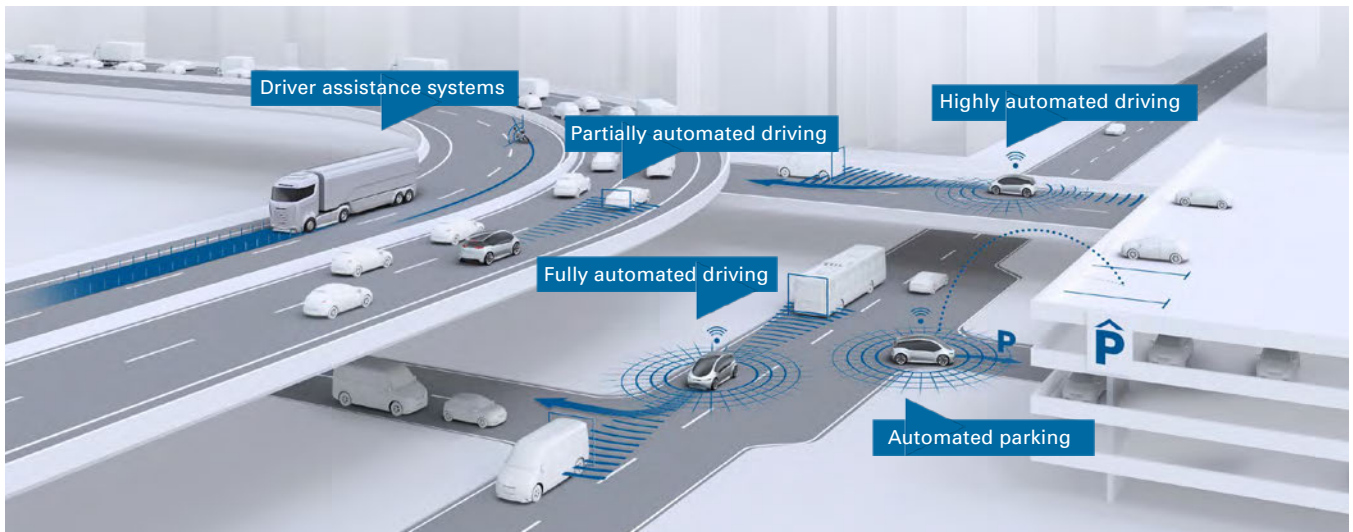 Driver assistance systems
Highly automated driving
Partially automated driving
Fully automated driving
P
P̂
Automated parking